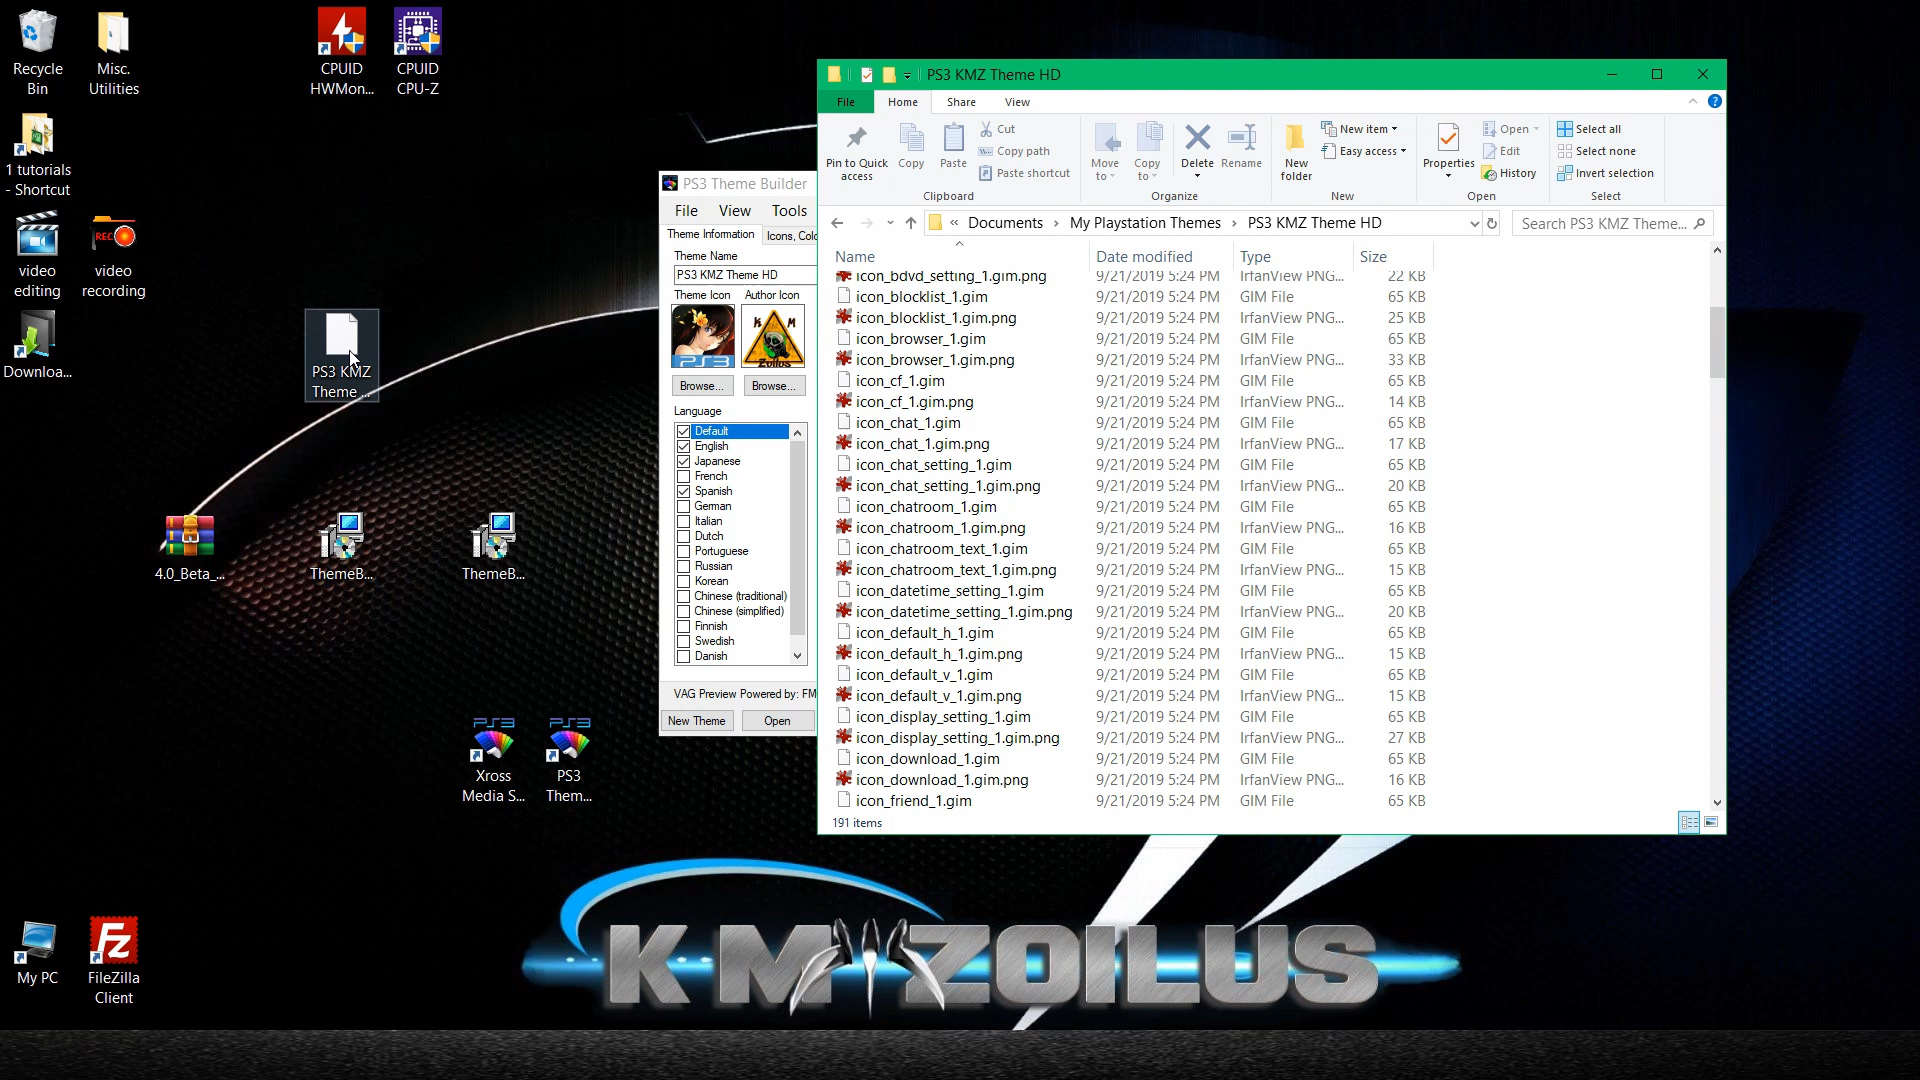 Recycle
Bin
Misc.
Utilities
CPUID
HWMon...
CPUID
CPU-Z
1 tutorials
- Shortcut
video
editing
video
recording
REC
Downloa...
PS3 KMZ
Theme ...
4.0_Beta_...
ThemeB...
ThemeB...
PS3
Xross
Media S...
PS3
PS3
Them...
My PC
Fz
FileZilla
Client
PS3 Theme Builder
File
View
Tools
Theme Information
Icons, Colo
Theme Name
PS3 KMZ Theme HD
Theme Icon
Author Icon
PS3
K M
Zoilus
Browse...
Browse...
Language
Default
English
Japanese
French
Spanish
German
Italian
Dutch
Portuguese
Russian
Korean
Chinese (traditional)
Chinese (simplified)
Finnish
Swedish
Danish
VAG Preview Powered by: FM
New Theme
Open
PS3 KMZ Theme HD
File
Home
Share
View
Pin to Quick
access
Copy
Paste
Cut
Copy path
Paste shortcut
Clipboard
Move
to
Copy
to
Delete
Rename
Organize
New
folder
New item
Easy access
New
Properties
Open
Edit
History
Open
Select all
Select none
Invert selection
Select
« Documents › My Playstation Themes › PS3 KMZ Theme HD
Search PS3 KMZ Theme...
Name Date modified Type Size
icon_bdvd_setting_1.gim.png 9/21/2019 5:24 PM IrfanView PNG... 22 KB
icon_blocklist_1.gim 9/21/2019 5:24 PM GIM File 65 KB
icon_blocklist_1.gim.png 9/21/2019 5:24 PM IrfanView PNG... 25 KB
icon_browser_1.gim 9/21/2019 5:24 PM GIM File 65 KB
icon_browser_1.gim.png 9/21/2019 5:24 PM IrfanView PNG... 33 KB
icon_cf_1.gim 9/21/2019 5:24 PM GIM File 65 KB
icon_cf_1.gim.png 9/21/2019 5:24 PM IrfanView PNG... 14 KB
icon_chat_1.gim 9/21/2019 5:24 PM GIM File 65 KB
icon_chat_1.gim.png 9/21/2019 5:24 PM IrfanView PNG... 17 KB
icon_chat_setting_1.gim 9/21/2019 5:24 PM GIM File 65 KB
icon_chat_setting_1.gim.png 9/21/2019 5:24 PM IrfanView PNG... 20 KB
icon_chatroom_1.gim 9/21/2019 5:24 PM GIM File 65 KB
icon_chatroom_1.gim.png 9/21/2019 5:24 PM IrfanView PNG... 16 KB
icon_chatroom_text_1.gim 9/21/2019 5:24 PM GIM File 65 KB
icon_chatroom_text_1.gim.png 9/21/2019 5:24 PM IrfanView PNG... 15 KB
icon_datetime_setting_1.gim 9/21/2019 5:24 PM GIM File 65 KB
icon_datetime_setting_1.gim.png 9/21/2019 5:24 PM IrfanView PNG... 20 KB
icon_default_h_1.gim 9/21/2019 5:24 PM GIM File 65 KB
icon_default_h_1.gim.png 9/21/2019 5:24 PM IrfanView PNG... 15 KB
icon_default_v_1.gim 9/21/2019 5:24 PM GIM File 65 KB
icon_default_v_1.gim.png 9/21/2019 5:24 PM IrfanView PNG... 15 KB
icon_display_setting_1.gim 9/21/2019 5:24 PM GIM File 65 KB
icon_display_setting_1.gim.png 9/21/2019 5:24 PM IrfanView PNG... 27 KB
icon_download_1.gim 9/21/2019 5:24 PM GIM File 65 KB
icon_download_1.gim.png 9/21/2019 5:24 PM IrfanView PNG... 16 KB
icon_friend_1.gim 9/21/2019 5:24 PM GIM File 65 KB
191 items
KM ZOILUS